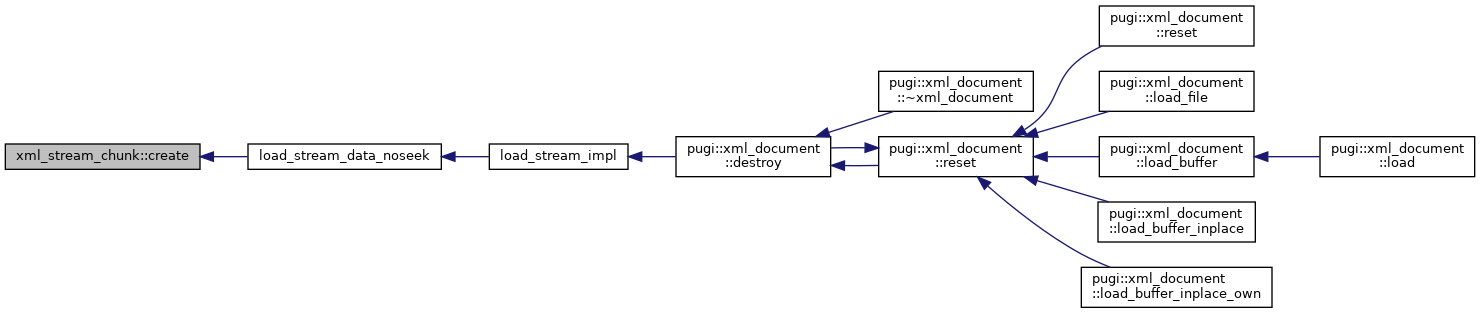 xml_stream_chunk::create
load_stream_data_noseek
load_stream_impl
pugi::xml_document
::destroy
pugi::xml_document
::~xml_document
pugi::xml_document
::reset
pugi::xml_document
::reset
pugi::xml_document
::load_file
pugi::xml_document
::load_buffer
pugi::xml_document
::load
pugi::xml_document
::load_buffer_inplace
pugi::xml_document
::load_buffer_inplace_own